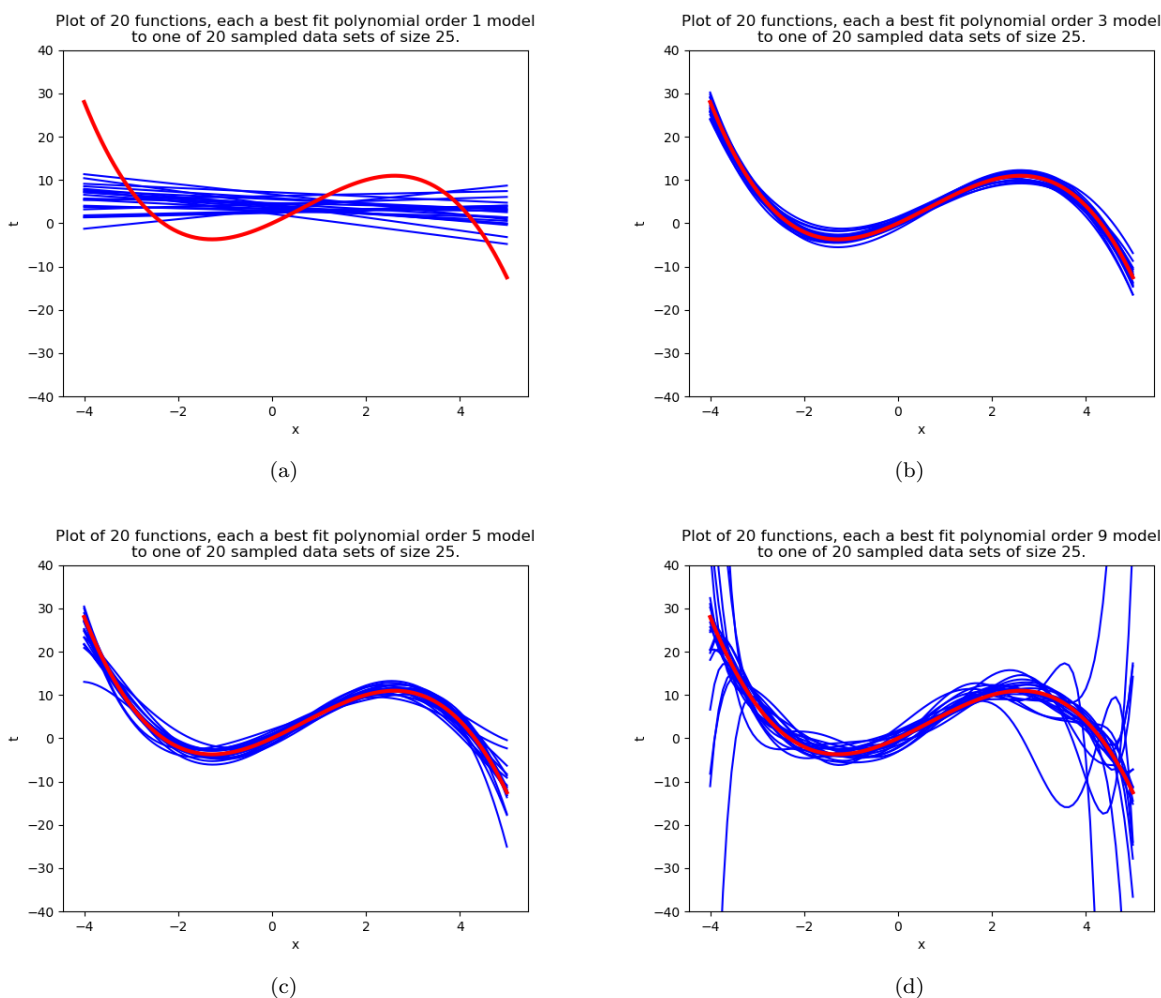 Plot of 20 functions, each a best fit polynomial order 1 model
to one of 20 sampled data sets of size 25.
40
30
20
10
0
−10
−20
−30
−40
t
−4 −2 0 2 4
x
(a)
Plot of 20 functions, each a best fit polynomial order 3 model
to one of 20 sampled data sets of size 25.
40
30
20
10
0
−10
−20
−30
−40
t
−4 −2 0 2 4
x
(b)
Plot of 20 functions, each a best fit polynomial order 5 model
to one of 20 sampled data sets of size 25.
40
30
20
10
0
−10
−20
−30
−40
t
−4 −2 0 2 4
x
(c)
Plot of 20 functions, each a best fit polynomial order 9 model
to one of 20 sampled data sets of size 25.
40
30
20
10
0
−10
−20
−30
−40
t
−4 −2 0 2 4
x
(d)